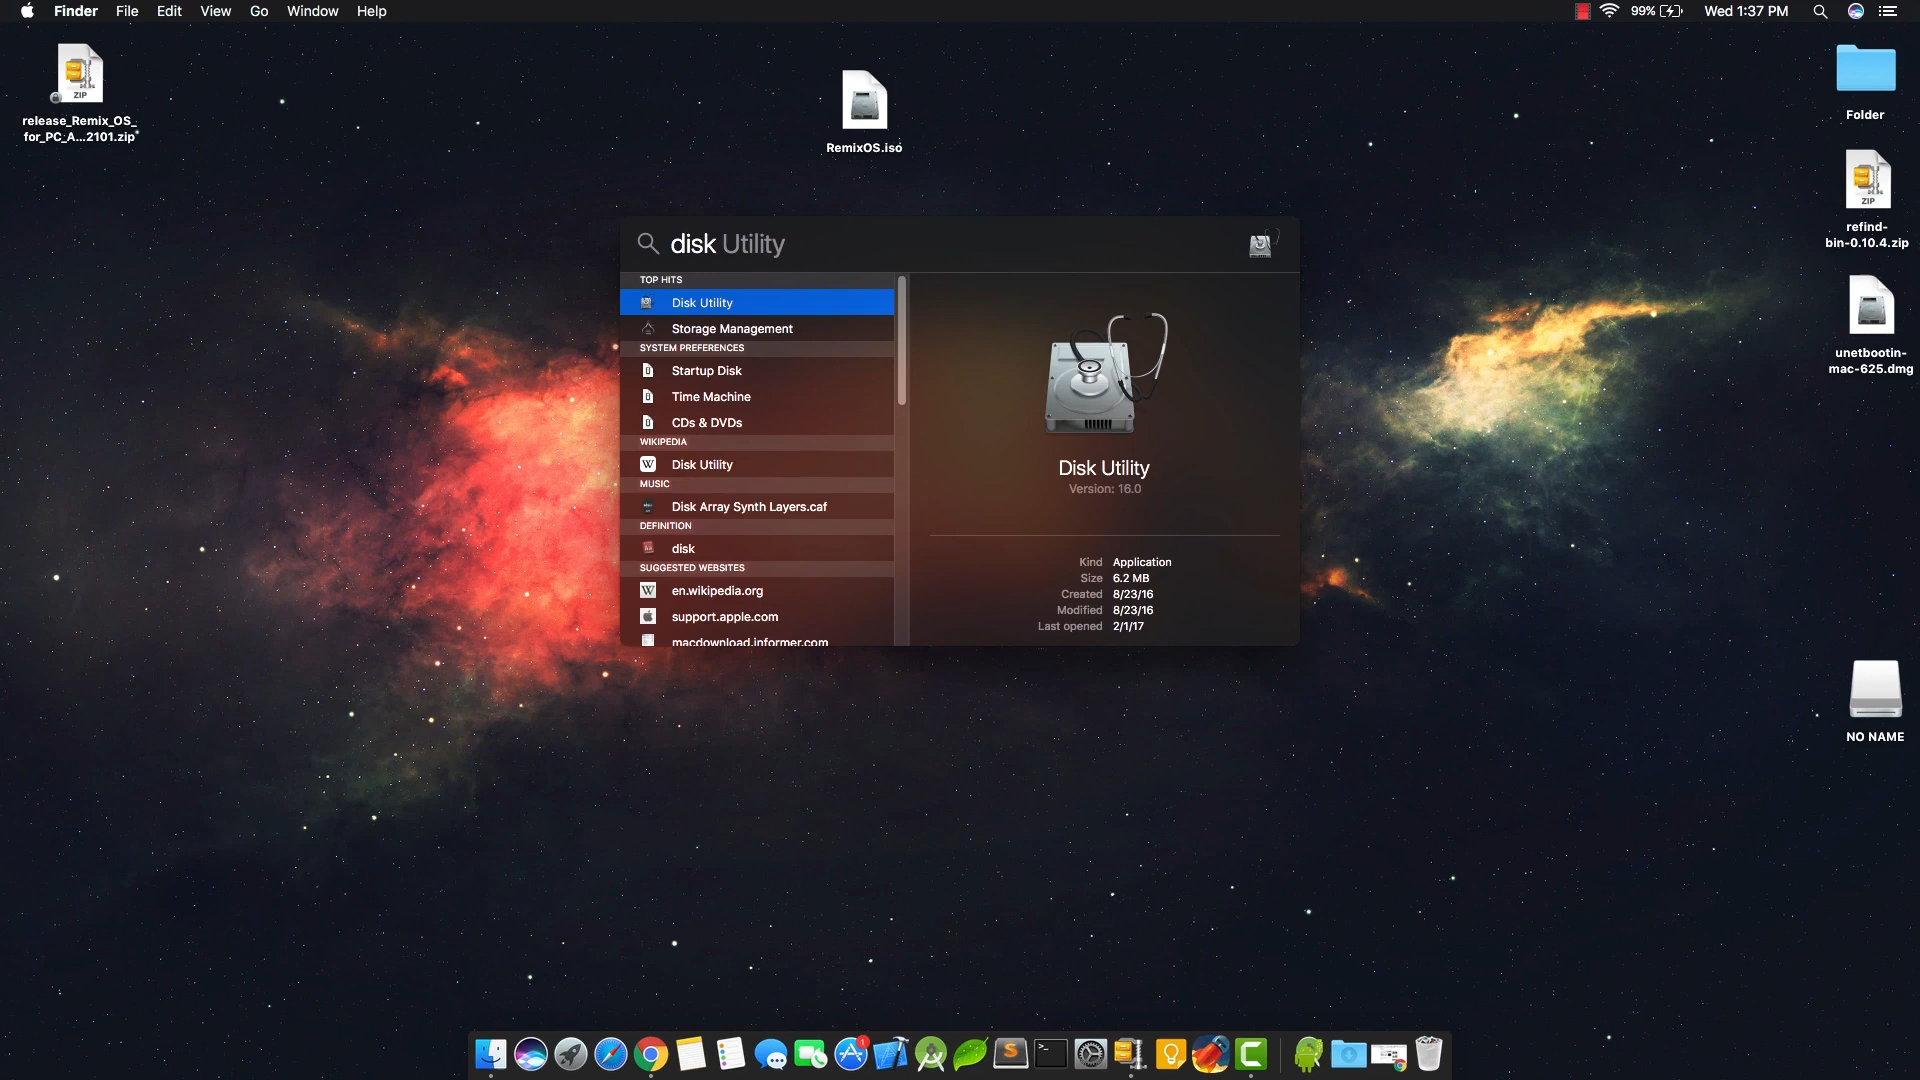 Finder File Edit View Go Window Help
99% Wed 1:37 PM
ZIP
release_Remix_OS_
for_PC_A...2101.zip
RemixOS.iso
Folder
ZIP
refind-
bin-0.10.4.zip
unetbootin-
mac-625.dmg
NO NAME
disk Utility
TOP HITS
Disk Utility
Storage Management
SYSTEM PREFERENCES
Startup Disk
Time Machine
CDs & DVDs
WIKIPEDIA
W Disk Utility
MUSIC
Disk Array Synth Layers.caf
DEFINITION
disk
SUGGESTED WEBSITES
W en.wikipedia.org
support.apple.com
macdownload.informer.com
Disk Utility
Version: 16.0
Kind Application
Size 6.2 MB
Created 8/23/16
Modified 8/23/16
Last opened 2/1/17
1